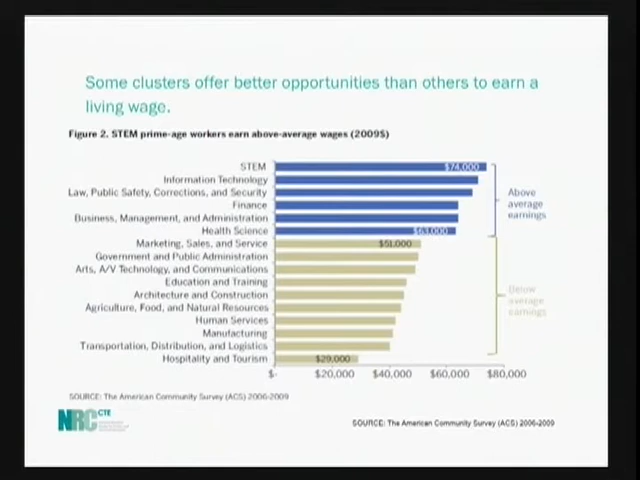 Some clusters offer better opportunities than others to earn a
living wage.
Figure 2. STEM prime-age workers earn above-average wages (2009$)
STEM
$74,000
Information Technology
Law, Public Safety, Corrections, and Security
Finance
Business, Management, and Administration
Health Science
$63,000
Above
average
earnings
Marketing, Sales, and Service
$51,000
Government and Public Administration
Arts, A/V Technology, and Communications
Education and Training
Architecture and Construction
Agriculture, Food, and Natural Resources
Human Services
Manufacturing
Transportation, Distribution, and Logistics
Hospitality and Tourism
$29,000
Below
average
earnings
$-
$20,000
$40,000
$60,000
$80,000
SOURCE: The American Community Survey (ACS) 2006-2009
NRC CTE
SOURCE: The American Community Survey (ACS) 2006-2009